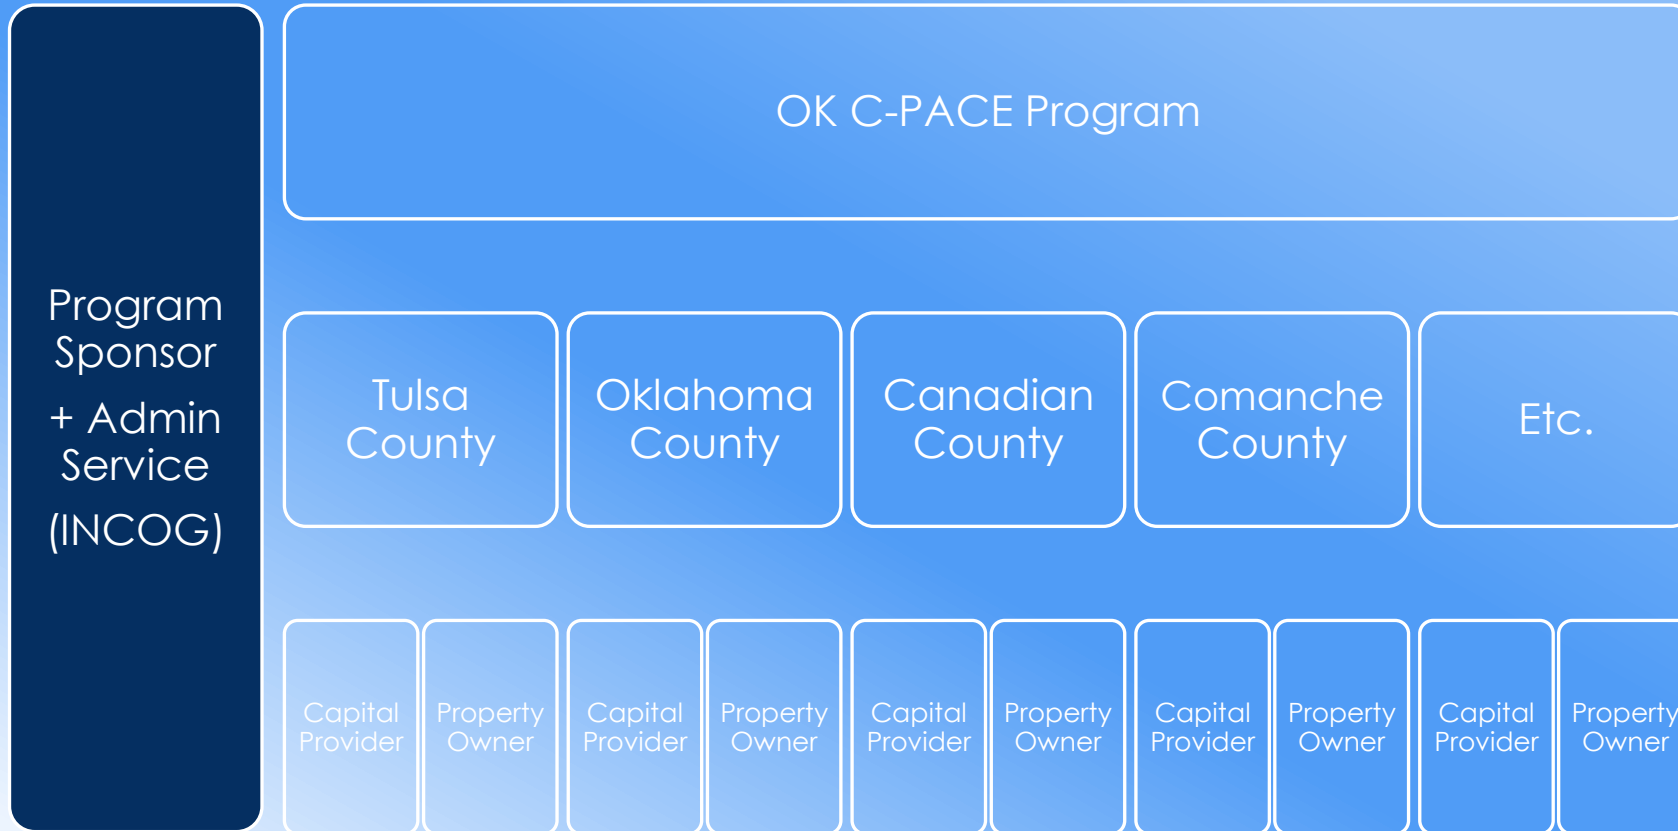 Program
Sponsor
+ Admin
Service
(INCOG)
OK C-PACE Program
Tulsa
County
Oklahoma
County
Canadian
County
Comanche
County
Etc.
Capital
Provider
Property
Owner
Capital
Provider
Property
Owner
Capital
Provider
Property
Owner
Capital
Provider
Property
Owner
Capital
Provider
Property
Owner